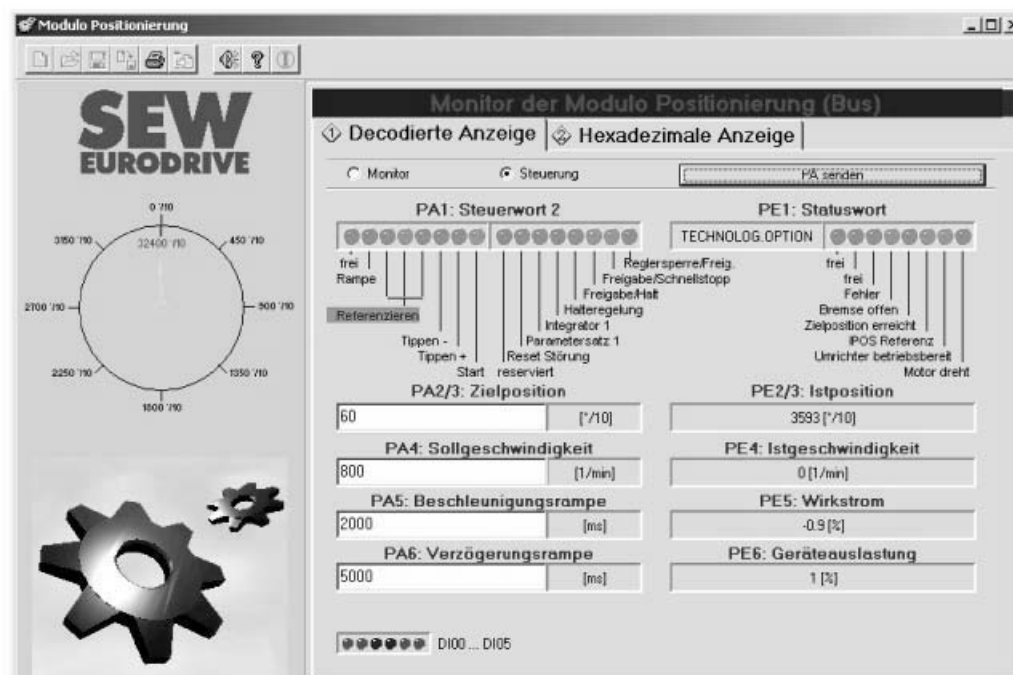 Modulo Positionierung
SEW
EURODRIVE
0 °/10
3150 °/10
32400 °/10
450 °/10
2700 °/10
900 °/10
2250 °/10
1350 °/10
1800 °/10
Monitor der Modulo Positionierung (Bus)
1 Decodierte Anzeige
2 Hexadezimale Anzeige
Monitor
Steuerung
PA senden
PA1: Steuerwort 2
PE1: Statuswort
TECHNOLOG.OPTION
frei
Rampe
Referenzieren
Tippen -
Tippen +
Start
Reglersperre/Freig.
Freigabe/Schnellstopp
Freigabe/Halt
Halteregelung
Integrator 1
Parametersatz 1
Reset Störung
reserviert
frei
frei
Fehler
Bremse offen
Zielposition erreicht
IPOS Referenz
Umrichter betriebsbereit
Motor dreht
PA2/3: Zielposition
PE2/3: Istposition
60 [°/10]
3593 [°/10]
PA4: Sollgeschwindigkeit
PE4: Istgeschwindigkeit
800 [1/min]
0 [1/min]
PA5: Beschleunigungsrampe
PE5: Wirkstrom
2000 [ms]
-0.9 [%]
PA6: Verzögerungsrampe
PE6: Geräteauslastung
5000 [ms]
1 [%]
DI00 ... DI05